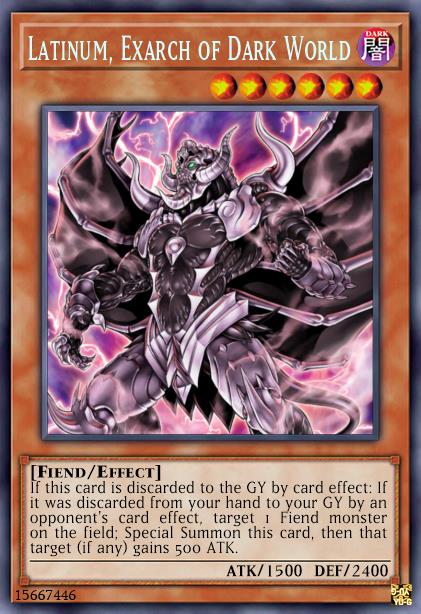 Latinum, Exarch of Dark World
DARK
闇
[Fiend/Effect]
If this card is discarded to the GY by card effect: If
it was discarded from your hand to your GY by an
opponent's card effect, target 1 Fiend monster
on the field; Special Summon this card, then that
target (if any) gains 500 ATK.
ATK/1500 DEF/2400
15667446